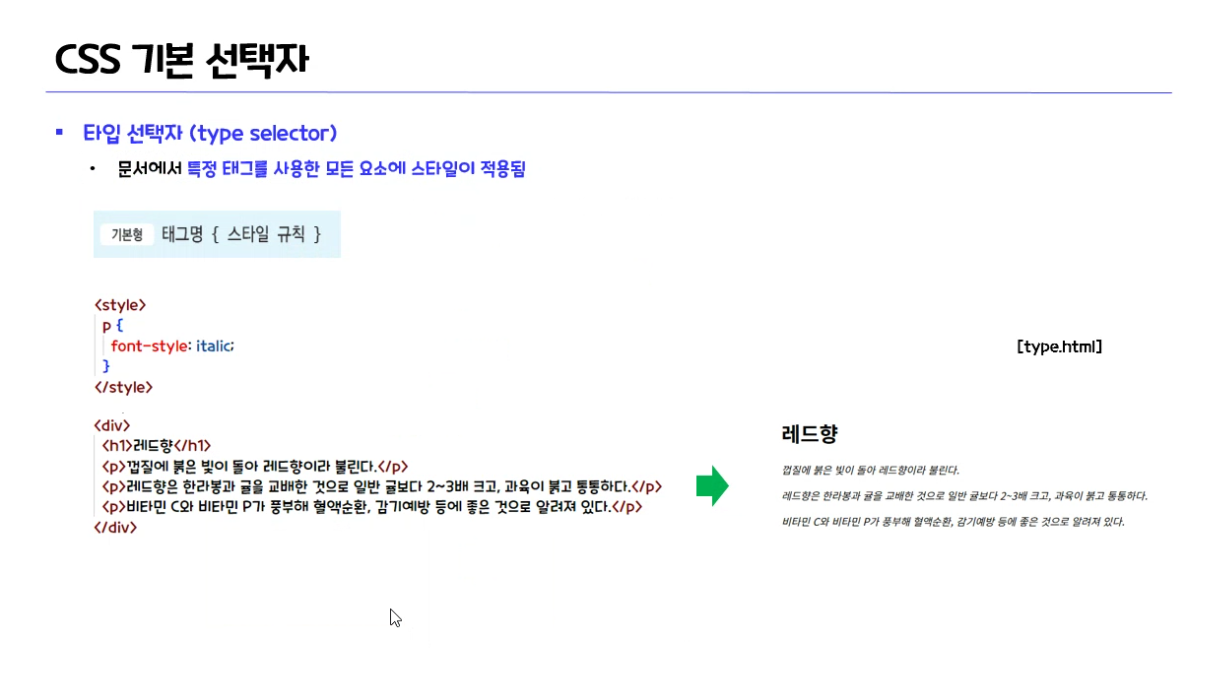 CSS 기본 선택자
▪ 타입 선택자 (type selector)
• 문서에서 특정 태그를 사용한 모든 요소에 스타일이 적용됨
기본형 태그명 { 스타일 규칙 }
<style>
p {
font-style: italic;
}
</style>
[type.html]
<div>
<h1>레드향</h1>
<p>껍질에 붉은 빛이 돌아 레드향이라 불린다.</p>
<p>레드향은 한라봉과 귤을 교배한 것으로 일반 귤보다 2~3배 크고, 과육이 붉고 통통하다.</p>
<p>비타민 C와 비타민 P가 풍부해 혈액순환, 감기예방 등에 좋은 것으로 알려져 있다.</p>
</div>
레드향
껍질에 붉은 빛이 돌아 레드향이라 불린다.
레드향은 한라봉과 귤을 교배한 것으로 일반 귤보다 2~3배 크고, 과육이 붉고 통통하다.
비타민 C와 비타민 P가 풍부해 혈액순환, 감기예방 등에 좋은 것으로 알려져 있다.